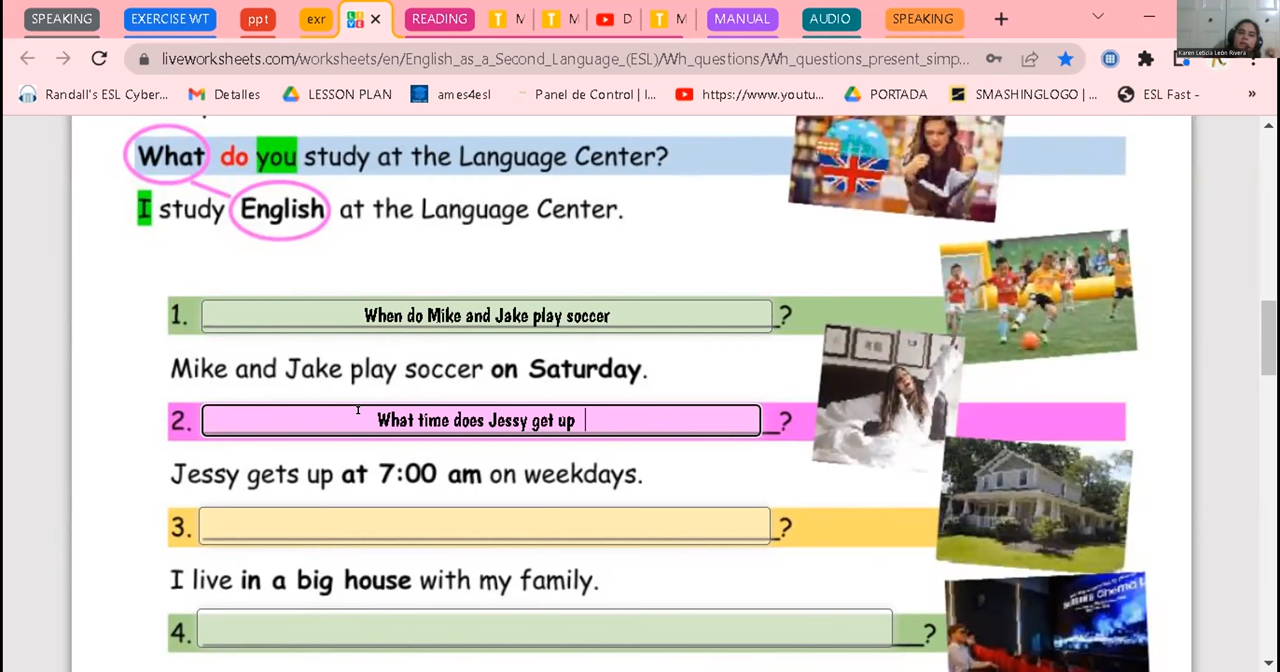 SPEAKING EXERCISE WT ppt exr READING M M D M MANUAL AUDIO SPEAKING
Karen Leticia León Rivera
liveworksheets.com/worksheets/en/English_as_a_Second_Language_(ESL)/Wh_questions/Wh_questions_present_simp...
Randall's ESL Cyber... Detalles LESSON PLAN ames4esl Panel de Control | I... https://www.youtu... PORTADA SMASHINGLOGO | ... ESL Fast - »
What do you study at the Language Center?
I study English at the Language Center.
1. When do Mike and Jake play soccer ?
Mike and Jake play soccer on Saturday.
2. What time does Jessy get up ?
Jessy gets up at 7:00 am on weekdays.
3. ?
I live in a big house with my family.
4. ?